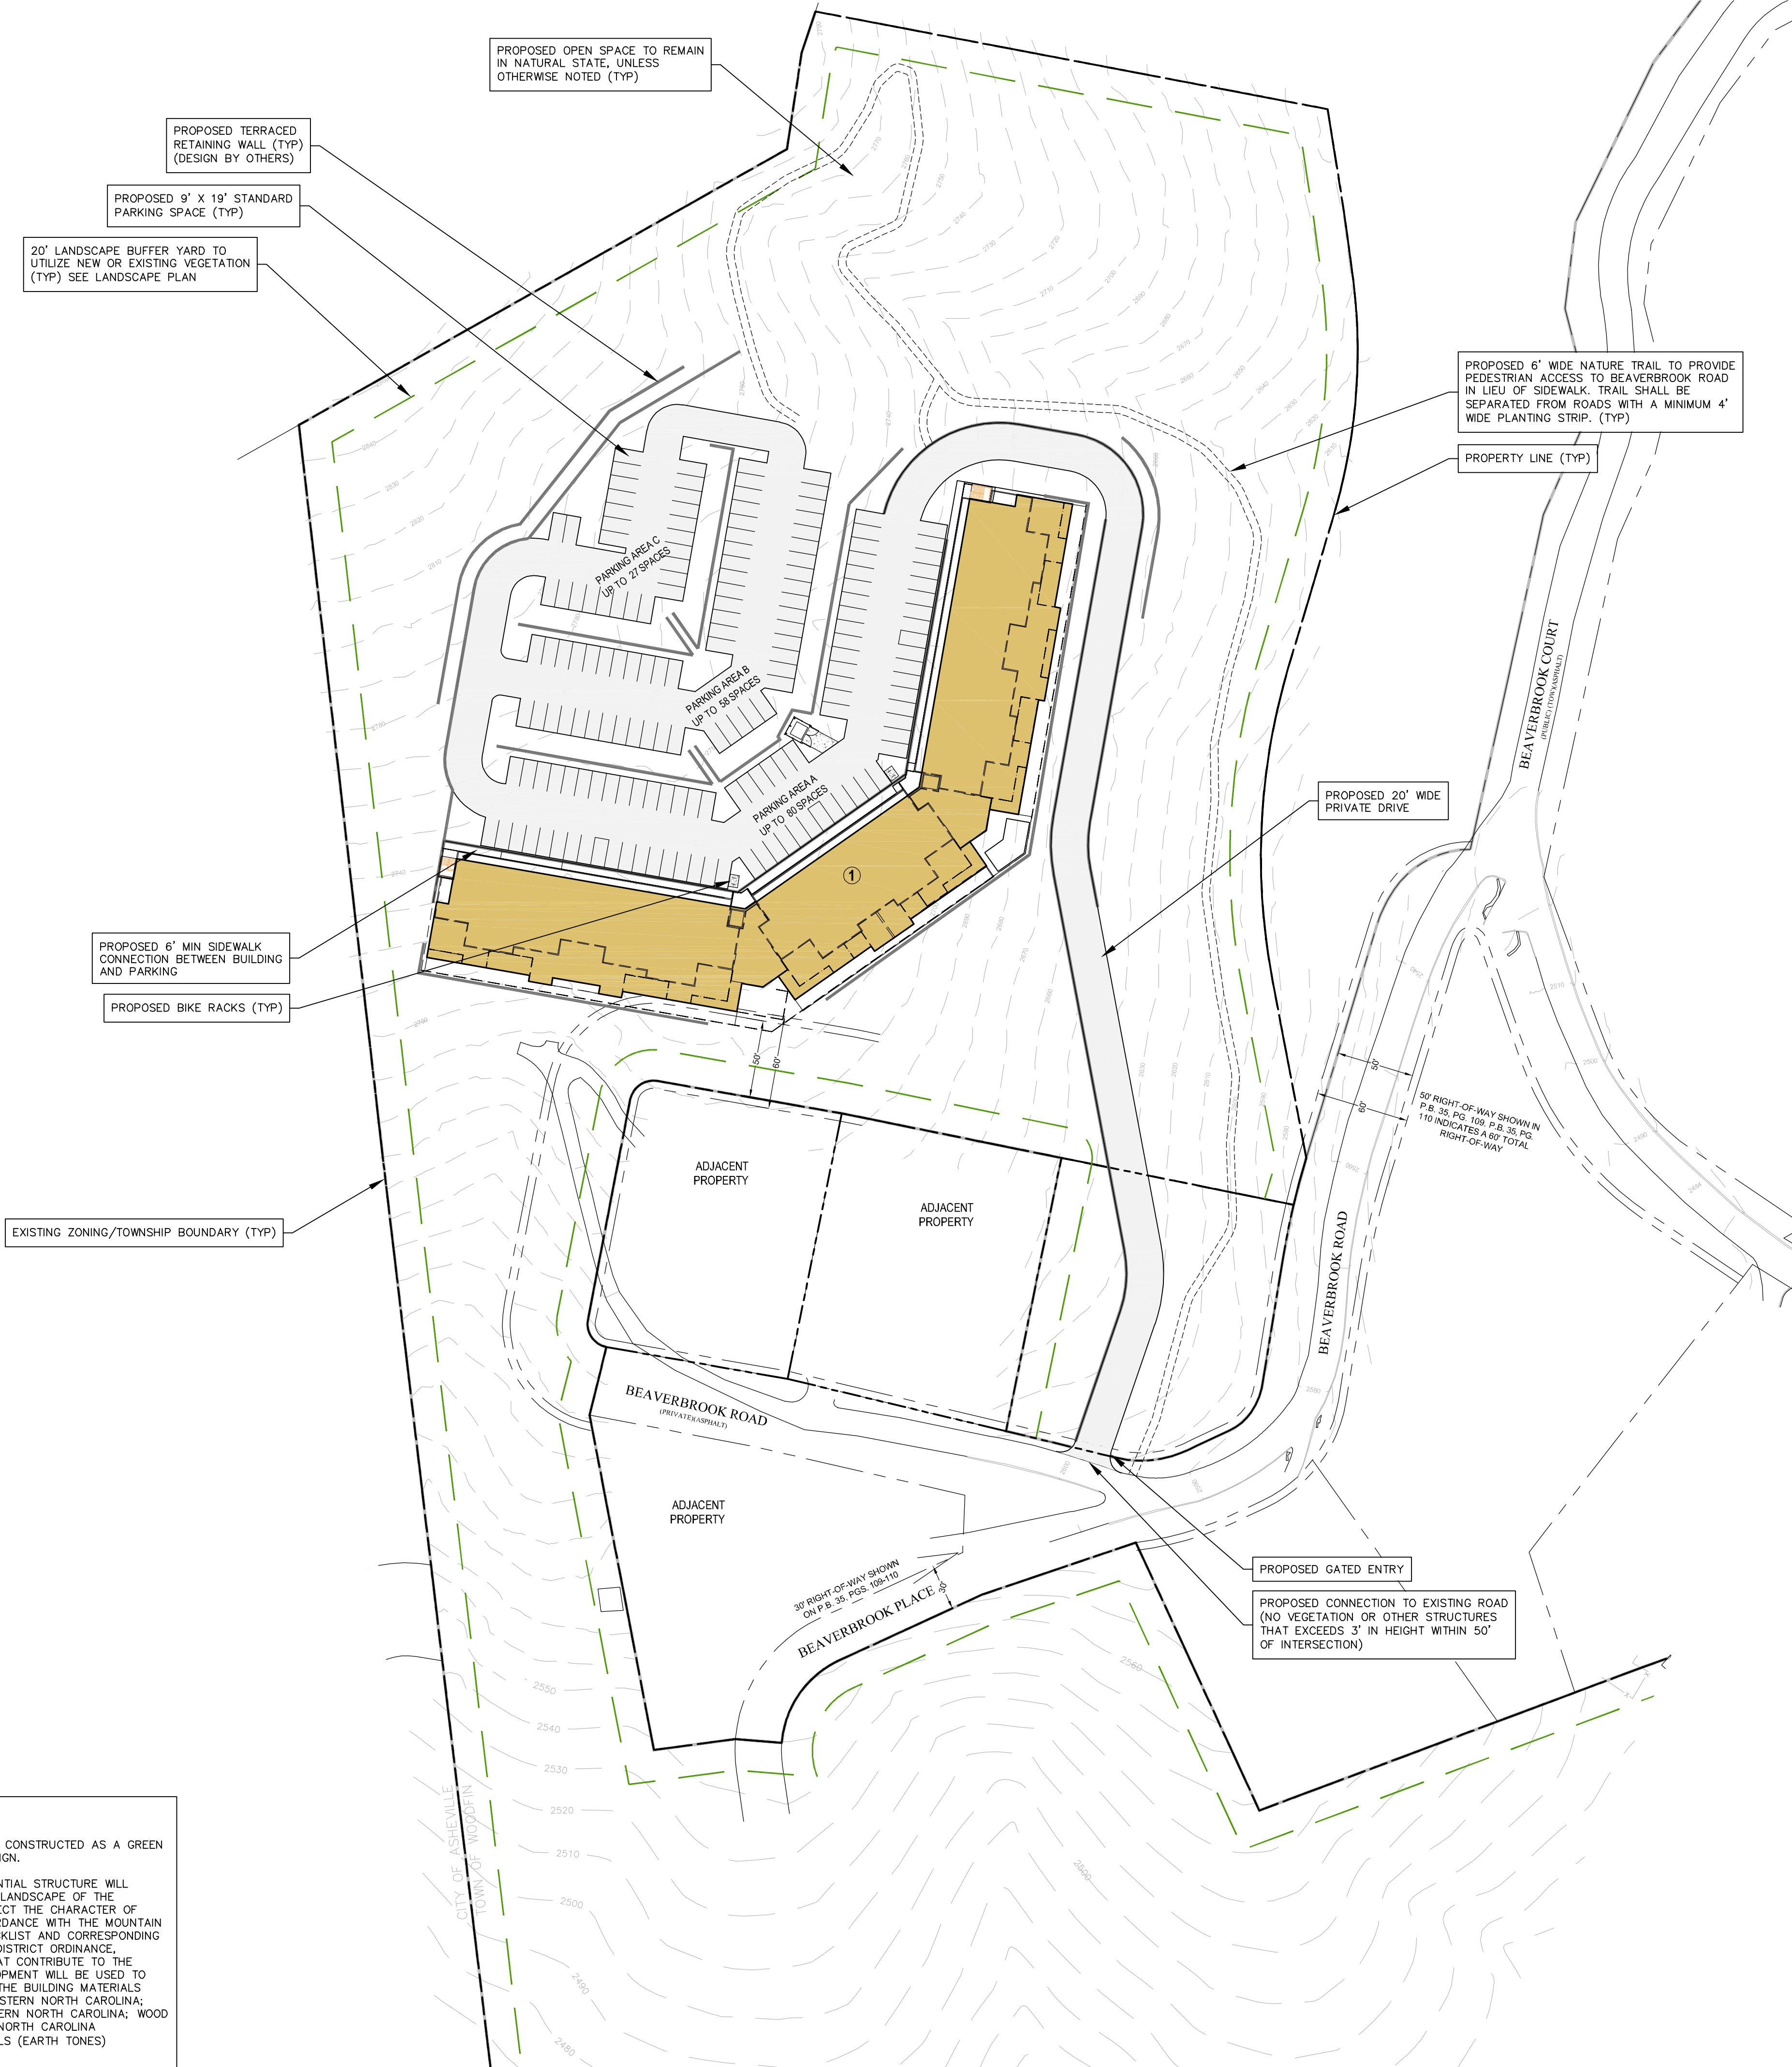 PROPOSED OPEN SPACE TO REMAIN
IN NATURAL STATE, UNLESS
OTHERWISE NOTED (TYP)
PROPOSED TERRACED
RETAINING WALL (TYP)
(DESIGN BY OTHERS)
PROPOSED 9' X 19' STANDARD
PARKING SPACE (TYP)
20' LANDSCAPE BUFFER YARD TO
UTILIZE NEW OR EXISTING VEGETATION
(TYP) SEE LANDSCAPE PLAN
PROPOSED 6' WIDE NATURE TRAIL TO PROVIDE
PEDESTRIAN ACCESS TO BEAVERBROOK ROAD
IN LIEU OF SIDEWALK. TRAIL SHALL BE
SEPARATED FROM ROADS WITH A MINIMUM 4'
WIDE PLANTING STRIP. (TYP)
PROPERTY LINE (TYP)
PARKING AREA C
UP TO 27 SPACES
PARKING AREA B
UP TO 58 SPACES
PARKING AREA A
UP TO 80 SPACES
1
BEAVERBROOK COURT
(PUBLIC) (TOW)(ASPHALT)
PROPOSED 20' WIDE
PRIVATE DRIVE
PROPOSED 6' MIN SIDEWALK
CONNECTION BETWEEN BUILDING
AND PARKING
PROPOSED BIKE RACKS (TYP)
50'
60'
50'
60'
50' RIGHT-OF-WAY SHOWN IN
P.B. 35, PG. 109. P.B. 35, PG.
110 INDICATES A 60' TOTAL
RIGHT-OF-WAY
ADJACENT
PROPERTY
ADJACENT
PROPERTY
EXISTING ZONING/TOWNSHIP BOUNDARY (TYP)
BEAVERBROOK ROAD
BEAVERBROOK ROAD
(PRIVATE)(ASPHALT)
ADJACENT
PROPERTY
30' RIGHT-OF-WAY SHOWN
ON P.B. 35, PGS. 109-110
30'
BEAVERBROOK PLACE
PROPOSED GATED ENTRY
PROPOSED CONNECTION TO EXISTING ROAD
(NO VEGETATION OR OTHER STRUCTURES
THAT EXCEEDS 3' IN HEIGHT WITHIN 50'
OF INTERSECTION)
2550
2540
2530
2520
2510
2500
2490
2480
2560
2500
CITY OF ASHEVILLE
TOWN OF WOODFIN
CONSTRUCTED AS A GREEN
STRUCTURE WILL
LANDSCAPE OF THE
THE CHARACTER OF
WITH THE MOUNTAIN
AND CORRESPONDING
DISTRICT ORDINANCE,
CONTRIBUTE TO THE
WILL BE USED TO
THE BUILDING MATERIALS
NORTH CAROLINA;
NORTH CAROLINA; WOOD
NORTH CAROLINA
(EARTH TONES)